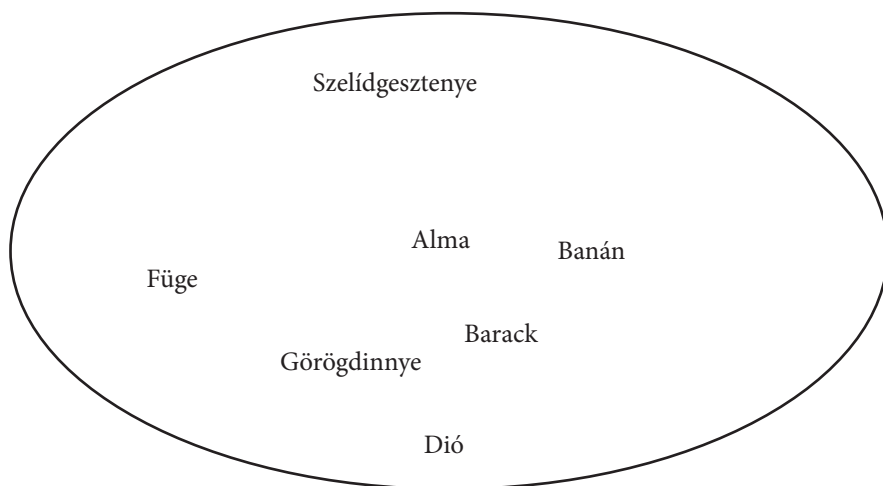 Szelídgesztenye
Alma
Banán
Füge
Barack
Görögdinnye
Dió